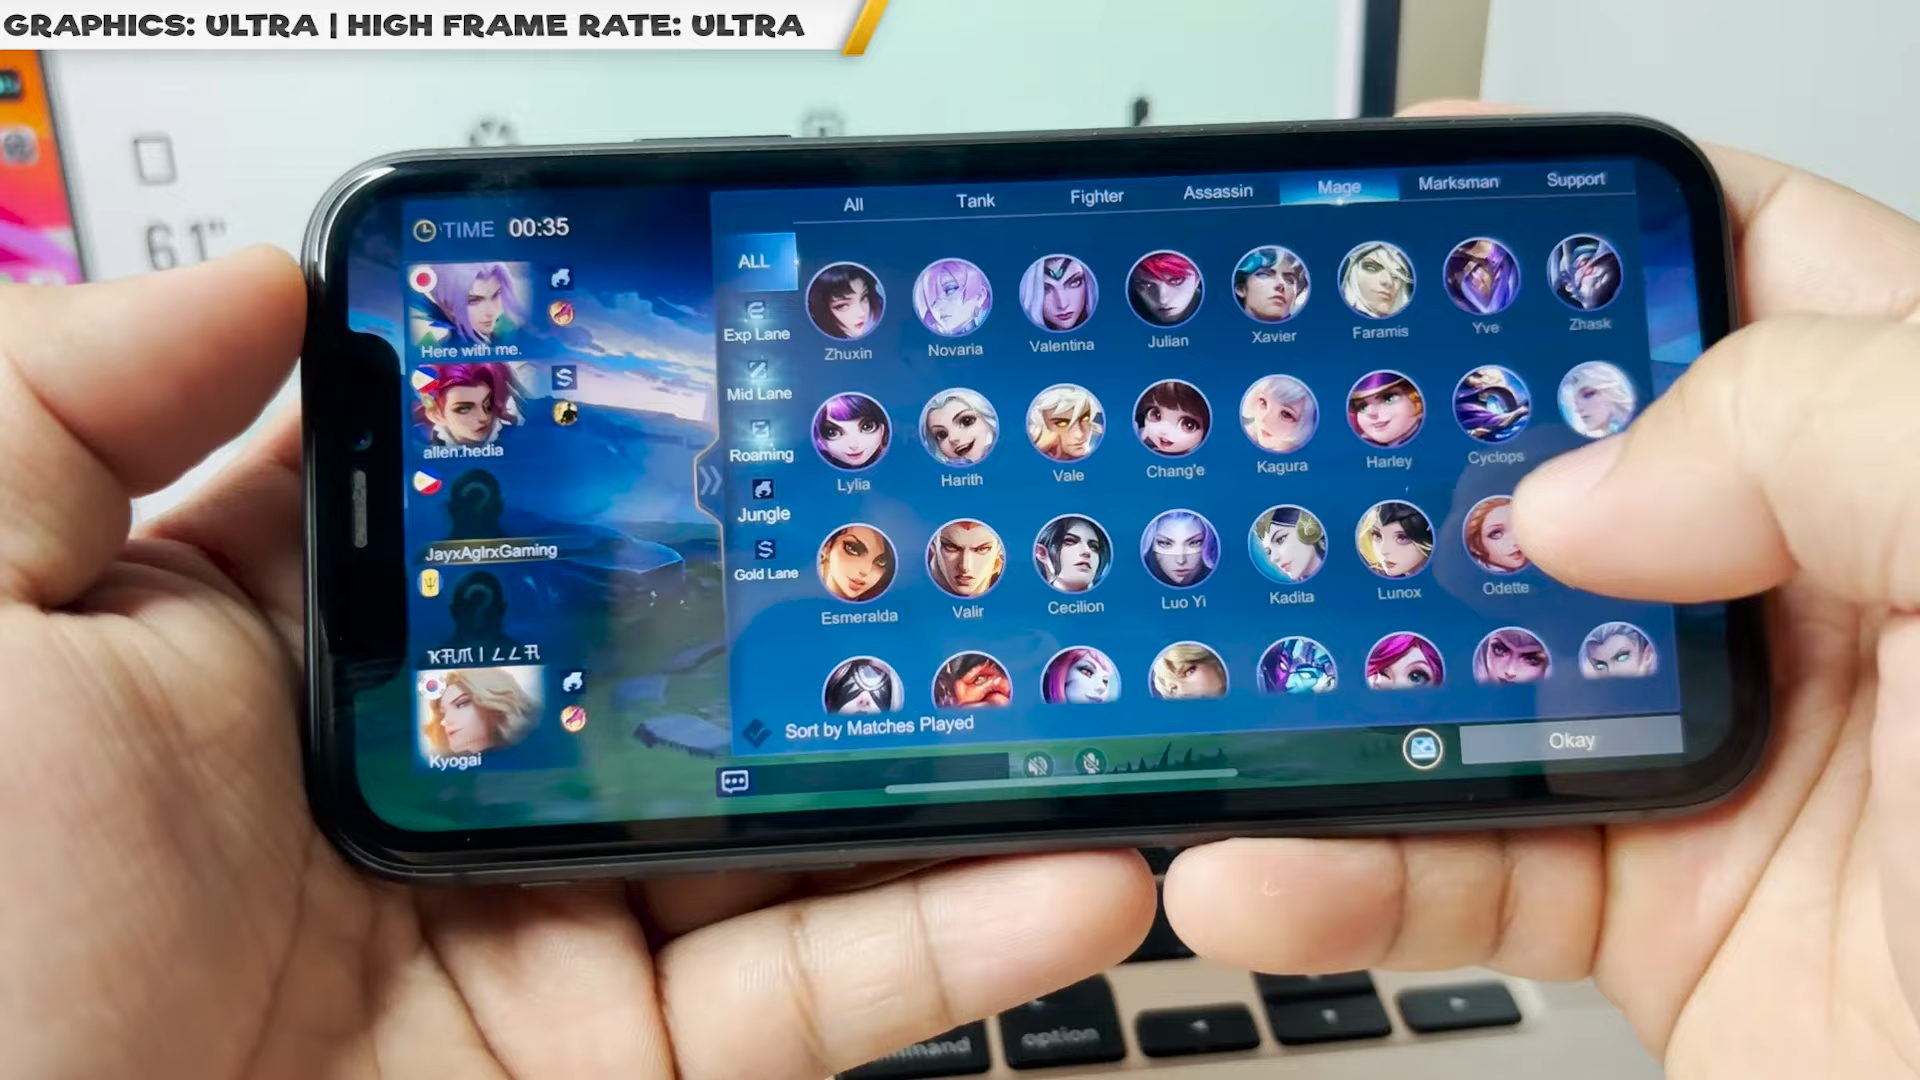 GRAPHICS: ULTRA | HIGH FRAME RATE: ULTRA
6.1"
TIME 00:35
All Tank Fighter Assassin Mage Marksman Support
Here with me.
allen.hedia
JayxAglrxGaming
Kyogai
ALL
Exp Lane
Mid Lane
Roaming
Jungle
Gold Lane
Zhuxin Novaria Valentina Julian Xavier Faramis Yve Zhask
Lylia Harith Vale Chang'e Kagura Harley Cyclops
Esmeralda Valir Cecilion Luo Yi Kadita Lunox Odette
Sort by Matches Played
Okay
option